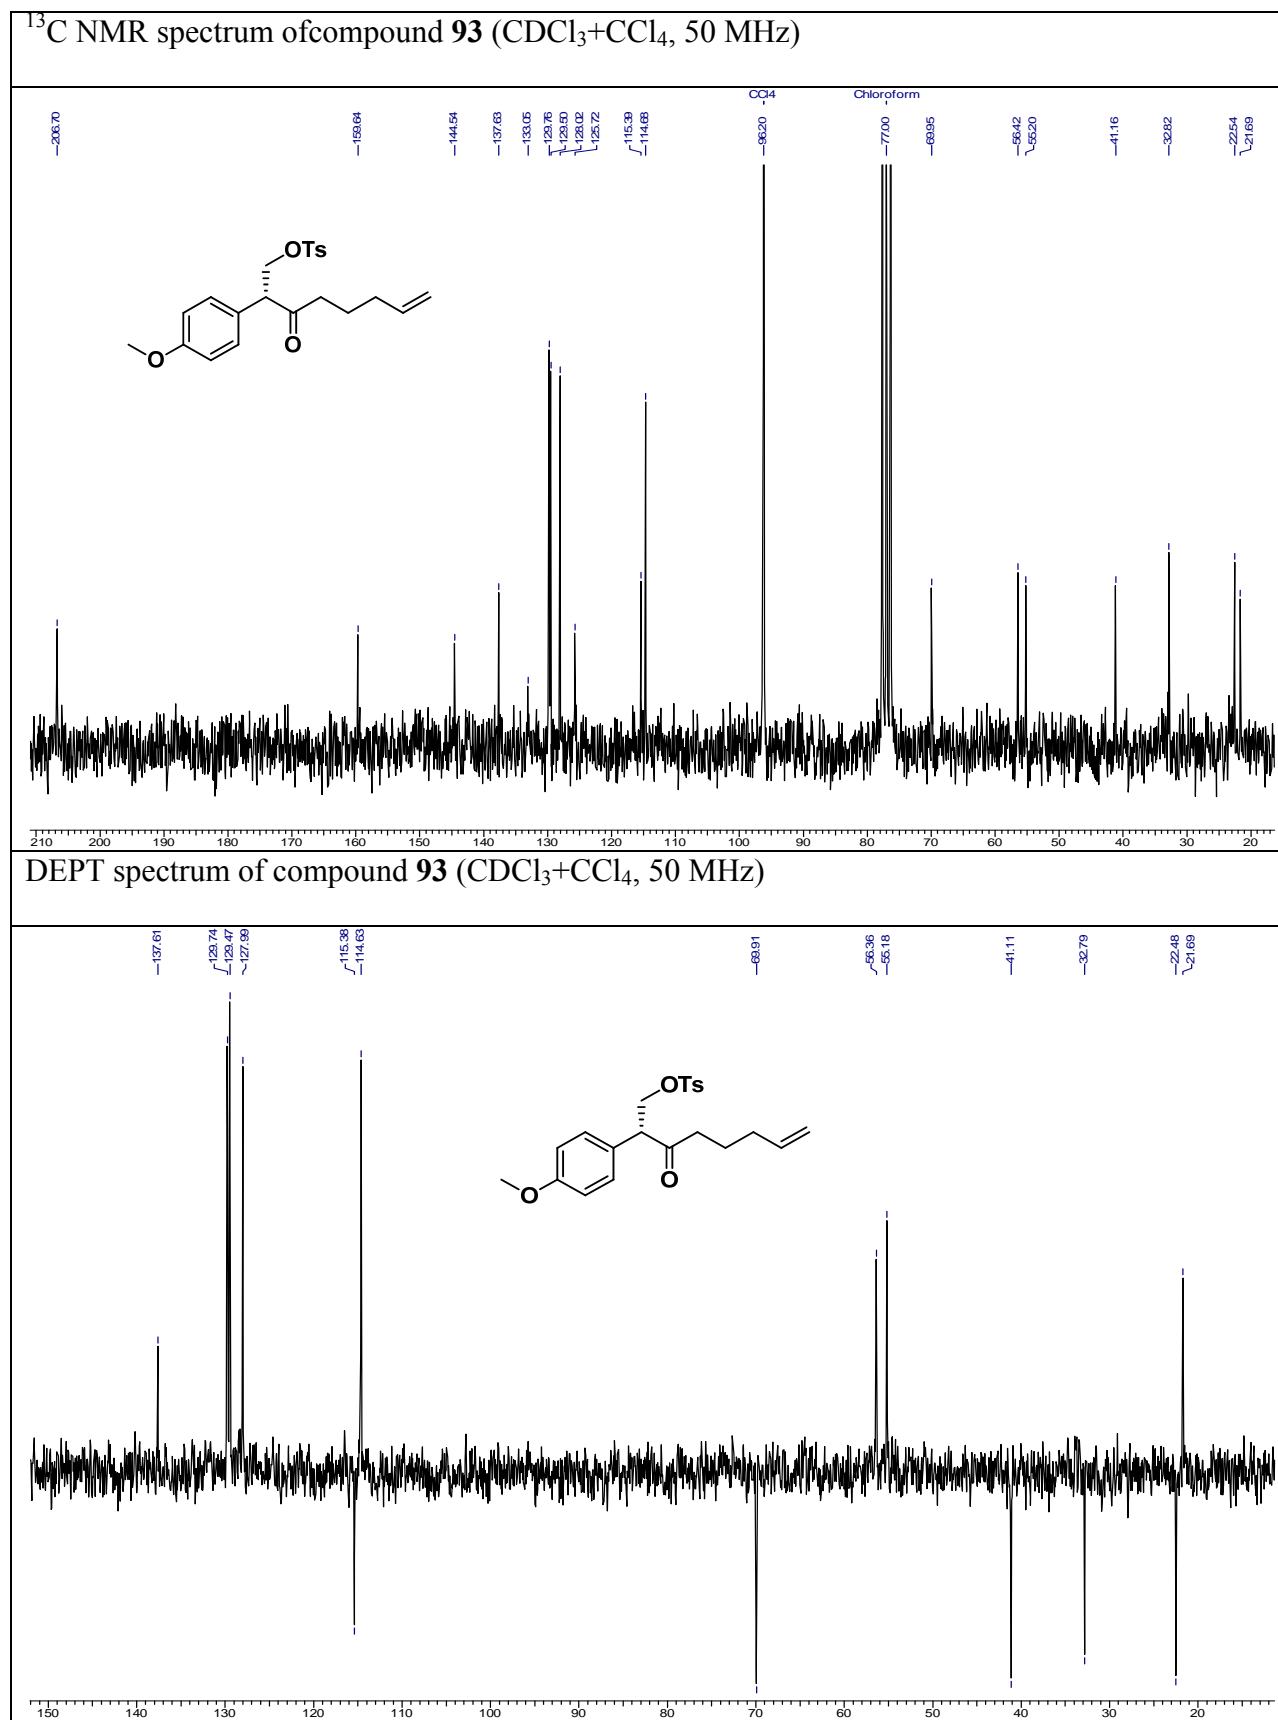 ¹³C NMR spectrum ofcompound 93 (CDCl₃+CCl₄, 50 MHz)
CCl4 Chloroform
206.70 159.64 144.54 137.63 133.05 129.76 129.50 128.02 125.72 115.39 114.68 96.20 77.00 69.95 56.42 55.20 41.16 32.82 22.54 21.69
OTs
O
O
210 200 190 180 170 160 150 140 130 120 110 100 90 80 70 60 50 40 30 20
DEPT spectrum of compound 93 (CDCl₃+CCl₄, 50 MHz)
137.61 129.74 129.47 127.99 115.38 114.63 69.91 56.36 55.18 41.11 32.79 22.48 21.69
OTs
O
O
150 140 130 120 110 100 90 80 70 60 50 40 30 20